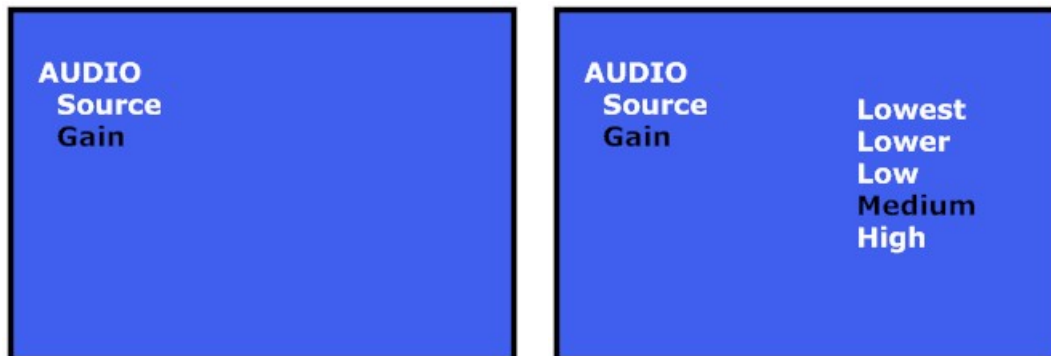 AUDIO
Source
Gain
AUDIO
Source
Gain
Lowest
Lower
Low
Medium
High